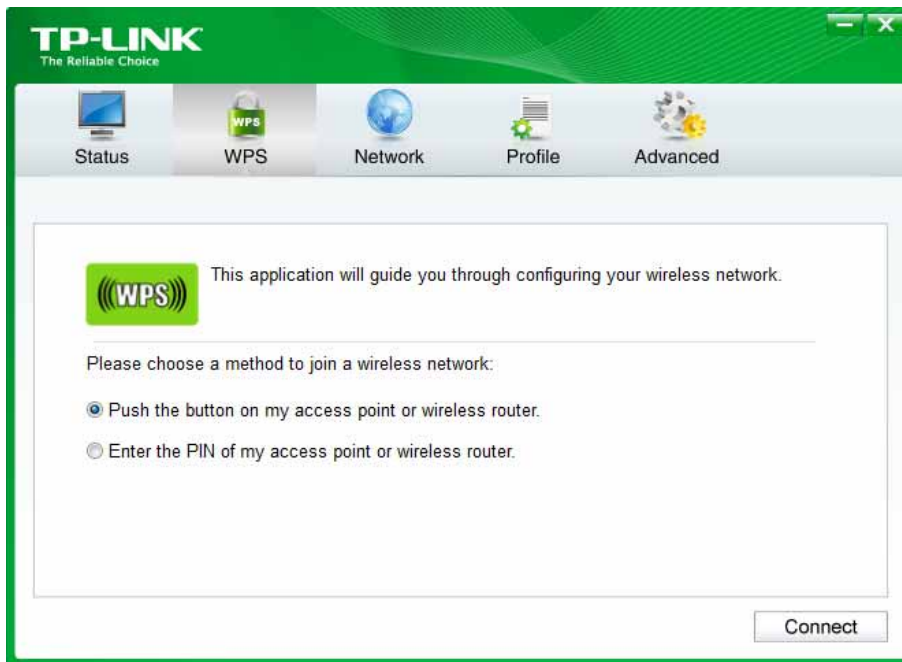 TP-LINK
The Reliable Choice
WPS
Status
WPS
Network
Profile
Advanced
(((WPS)))
This application will guide you through configuring your wireless network.
Please choose a method to join a wireless network:
Push the button on my access point or wireless router.
Enter the PIN of my access point or wireless router.
Connect